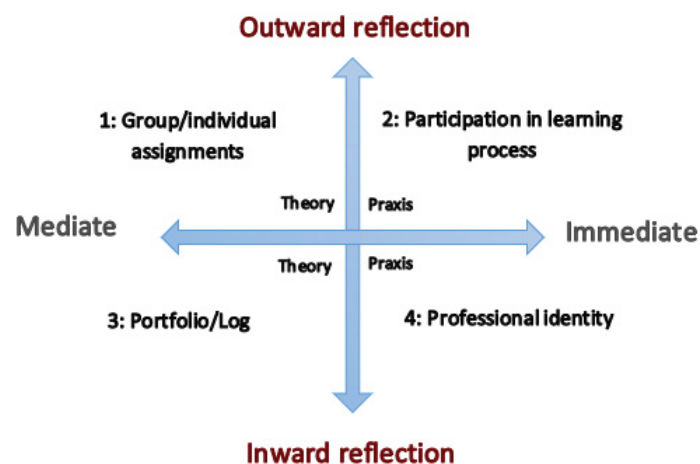 Outward reflection
1: Group/individual
assignments
2: Participation in learning
process
Theory Praxis
Mediate
Immediate
Theory Praxis
3: Portfolio/Log
4: Professional identity
Inward reflection